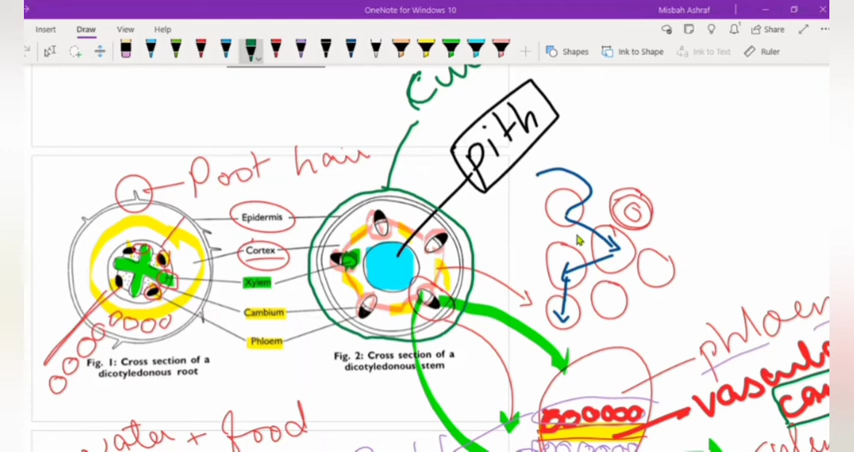 OneNote for Windows 10
Misbah Ashraf
Insert
Draw
View
Help
Class Notebook
Share
Shapes
Ink to Shape
Ink to Text
Ruler
pith
Root hair
Epidermis
Cortex
Xylem
Cambium
Phloem
Fig. 1: Cross section of a
dicotyledonous root
Fig. 2: Cross section of a
dicotyledonous stem
phloem
water + food